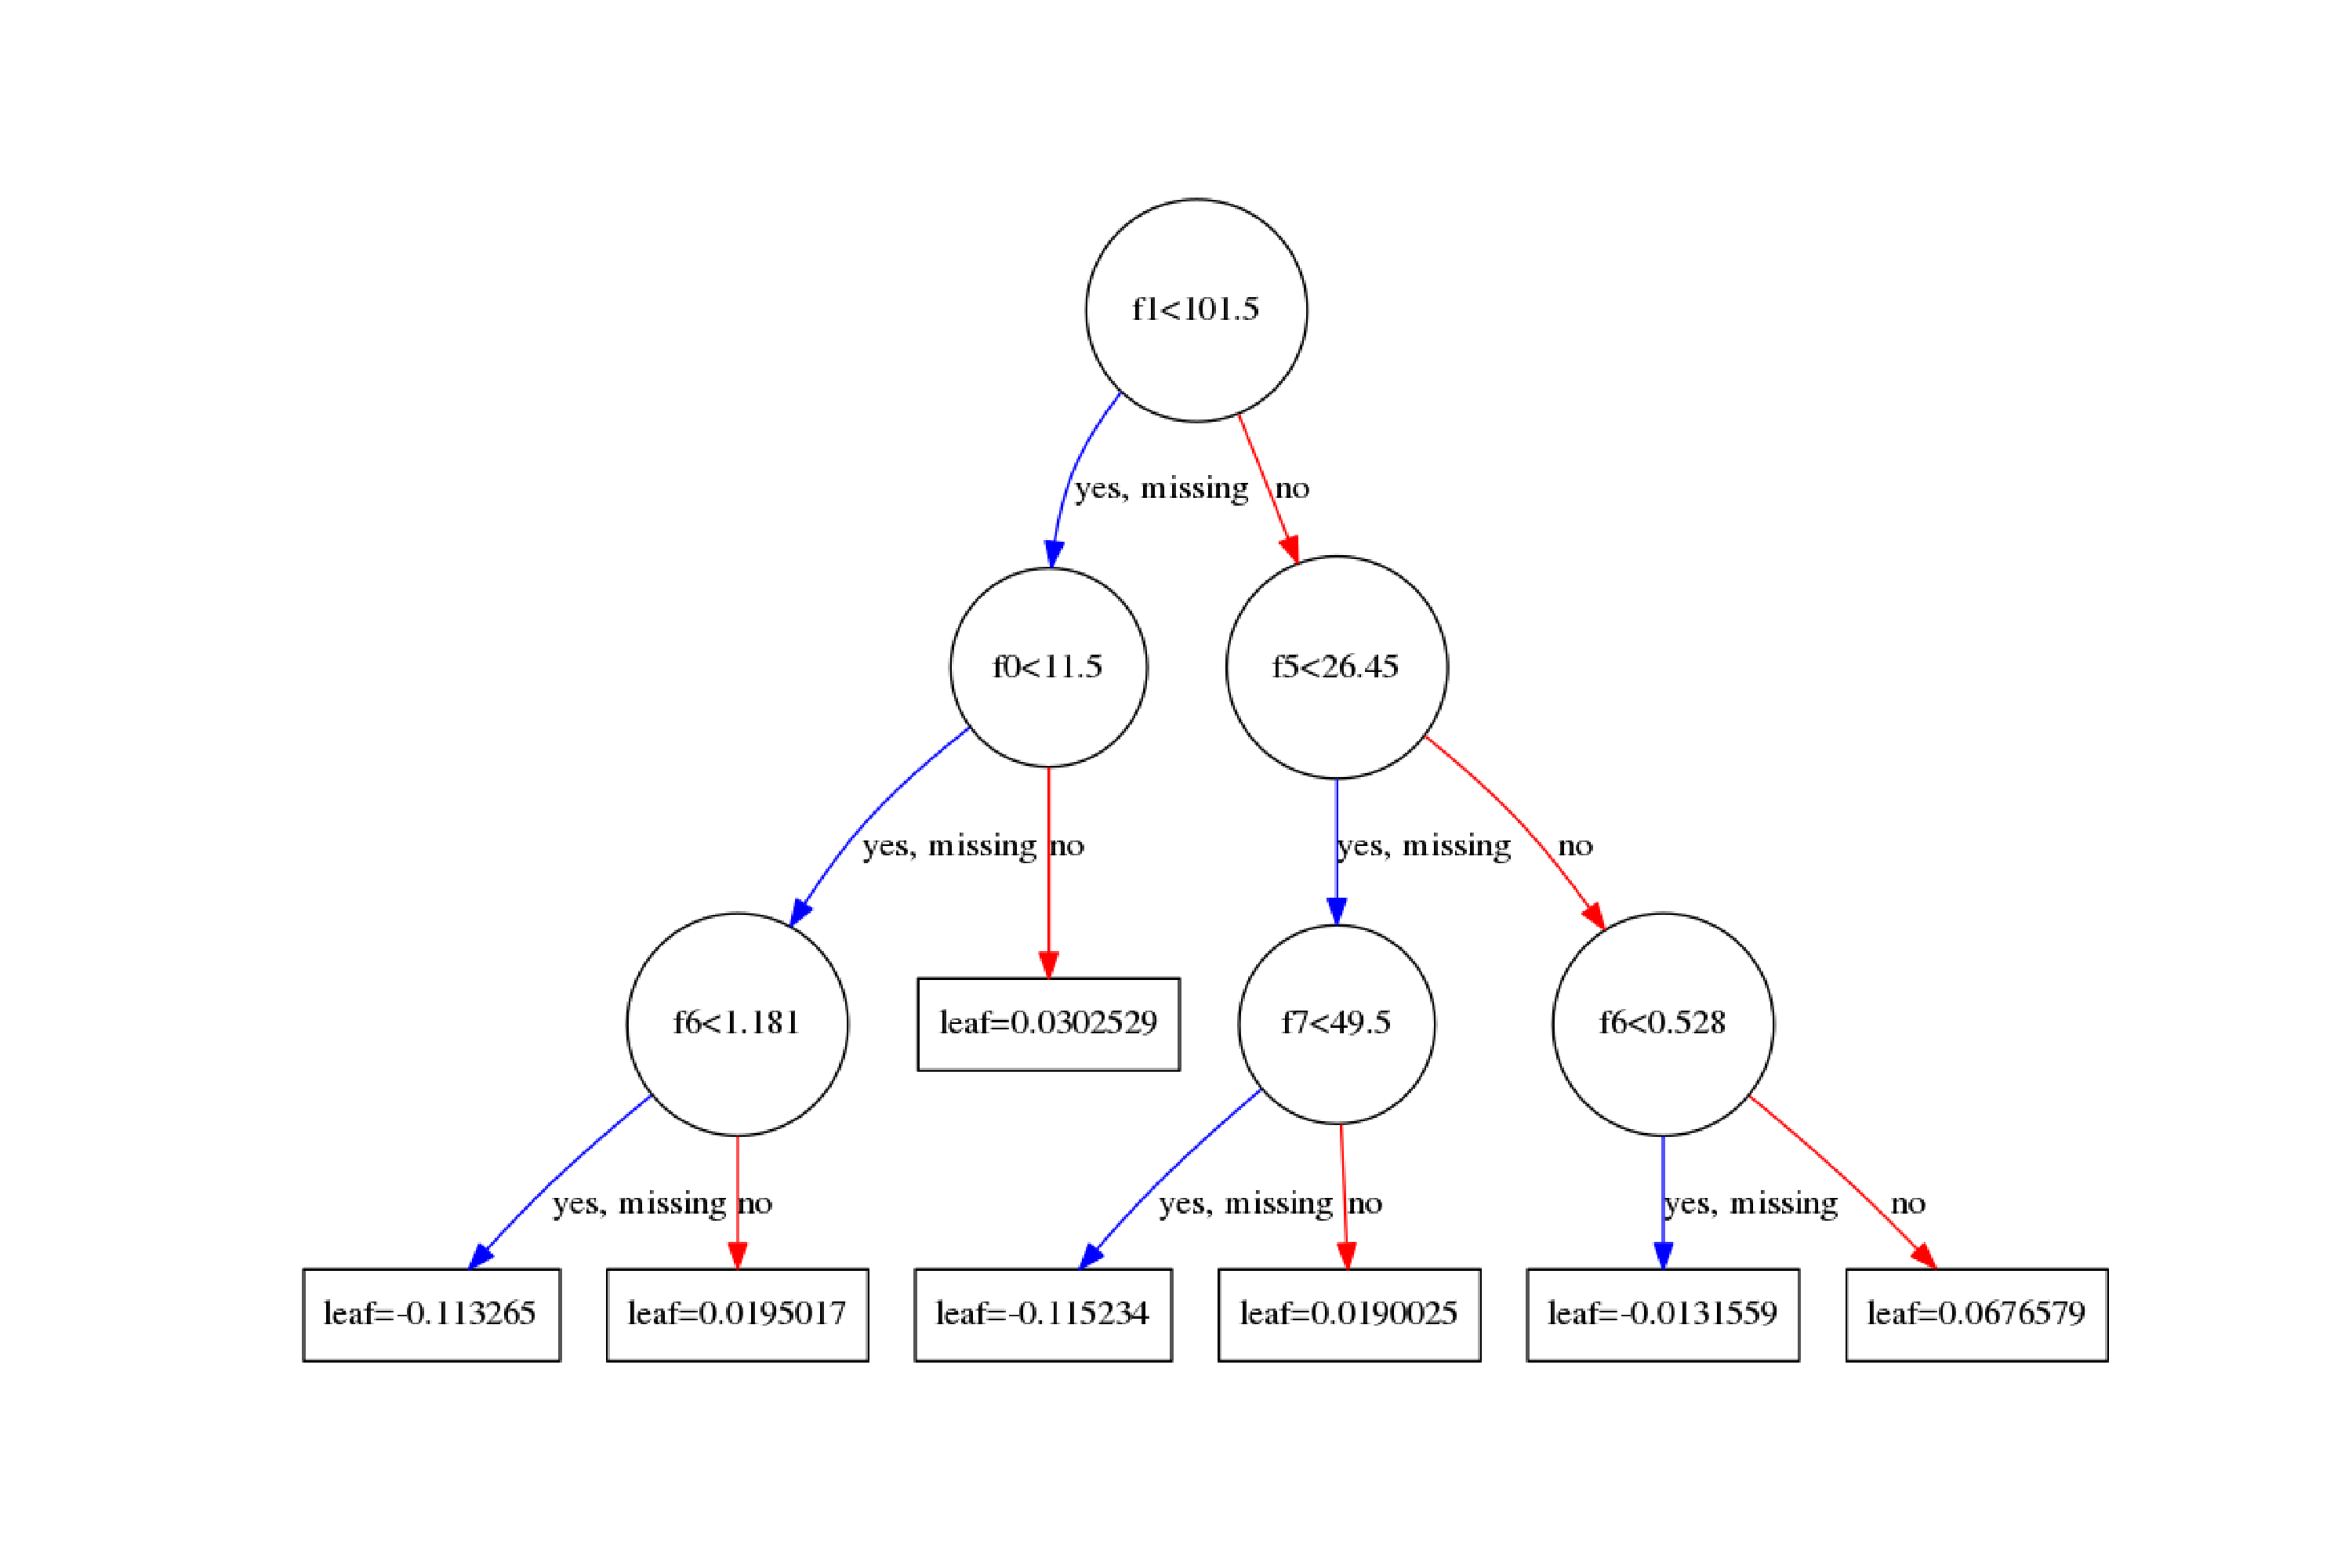 f1<101.5
yes, missing no
f0<11.5 f5<26.45
yes, missing no yes, missing no
f6<1.181 leaf=0.0302529 f7<49.5 f6<0.528
yes, missing no yes, missing no yes, missing no
leaf=-0.113265 leaf=0.0195017 leaf=-0.115234 leaf=0.0190025 leaf=-0.0131559 leaf=0.0676579